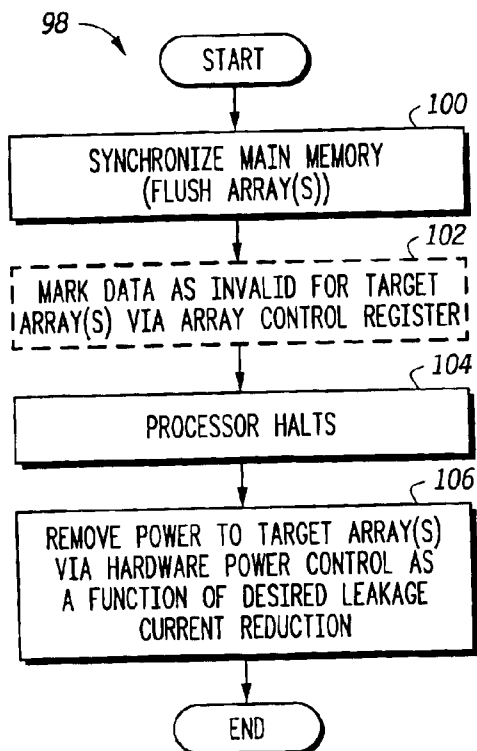 98
START
100
SYNCHRONIZE MAIN MEMORY
(FLUSH ARRAY(S))
102
MARK DATA AS INVALID FOR TARGET
ARRAY(S) VIA ARRAY CONTROL REGISTER
104
PROCESSOR HALTS
106
REMOVE POWER TO TARGET ARRAY(S)
VIA HARDWARE POWER CONTROL AS
A FUNCTION OF DESIRED LEAKAGE
CURRENT REDUCTION
END